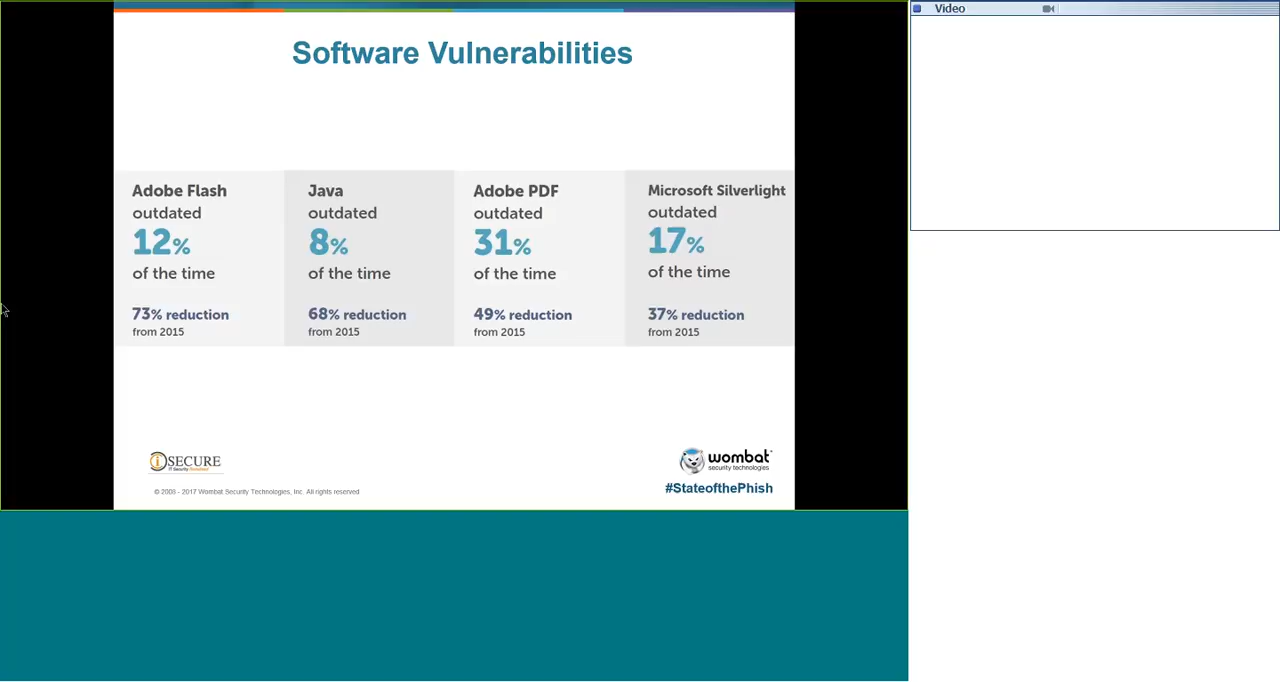 Video
Software Vulnerabilities
Adobe Flash
outdated
12%
of the time
73% reduction
from 2015
Java
outdated
8%
of the time
68% reduction
from 2015
Adobe PDF
outdated
31%
of the time
49% reduction
from 2015
Microsoft Silverlight
outdated
17%
of the time
37% reduction
from 2015
iSECURE
wombat
security technologies
© 2008 - 2017 Wombat Security Technologies, Inc. All rights reserved
#StateofthePhish